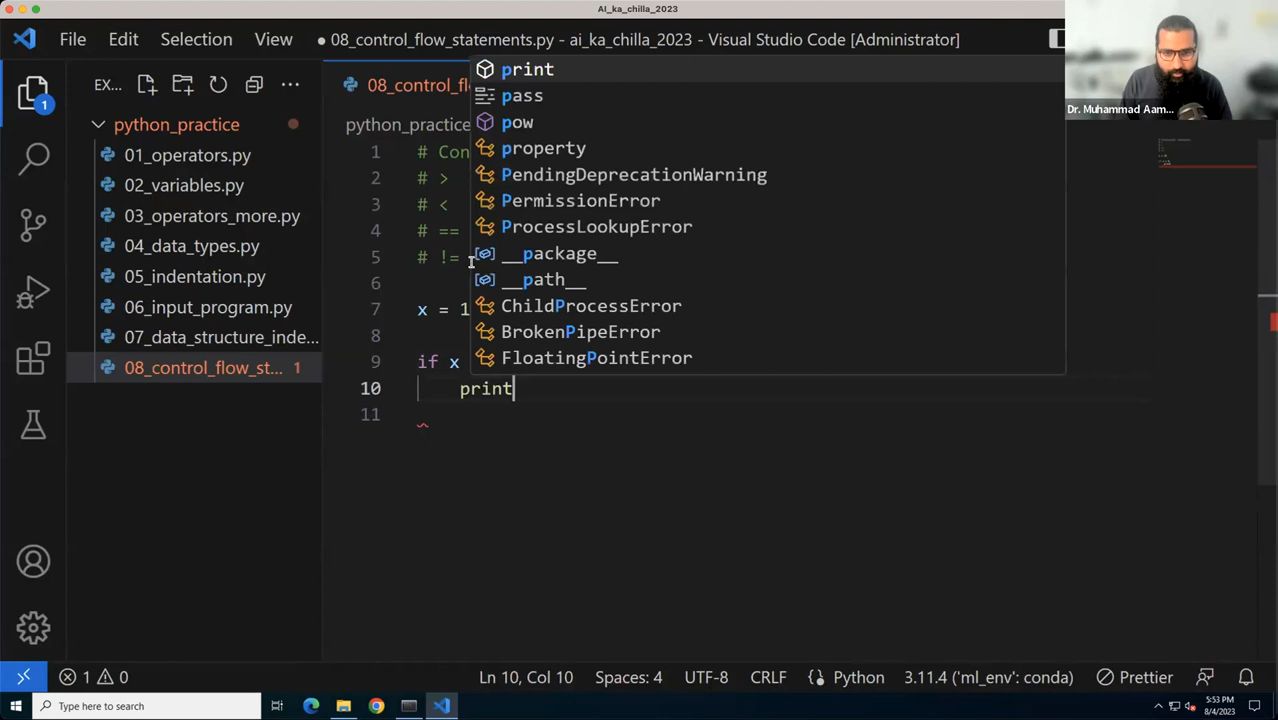 AI_ka_chilla_2023
File Edit Selection View ● 08_control_flow_statements.py - ai_ka_chilla_2023 - Visual Studio Code [Administrator]
EX...
08_control_fl
python_practice
01_operators.py
02_variables.py
03_operators_more.py
04_data_types.py
05_indentation.py
06_input_program.py
07_data_structure_inde...
08_control_flow_st... 1
1
python_practice
1 # Con
2 # >
3 # <
4 # ==
5 # !=
6
7 x = 1
8
9 if x
10 print
11
print
pass
pow
property
PendingDeprecationWarning
PermissionError
ProcessLookupError
__package__
__path__
ChildProcessError
BrokenPipeError
FloatingPointError
Dr. Muhammad Aam...
1 0 Ln 10, Col 10 Spaces: 4 UTF-8 CRLF Python 3.11.4 ('ml_env': conda) Prettier
Type here to search
5:53 PM
8/4/2023